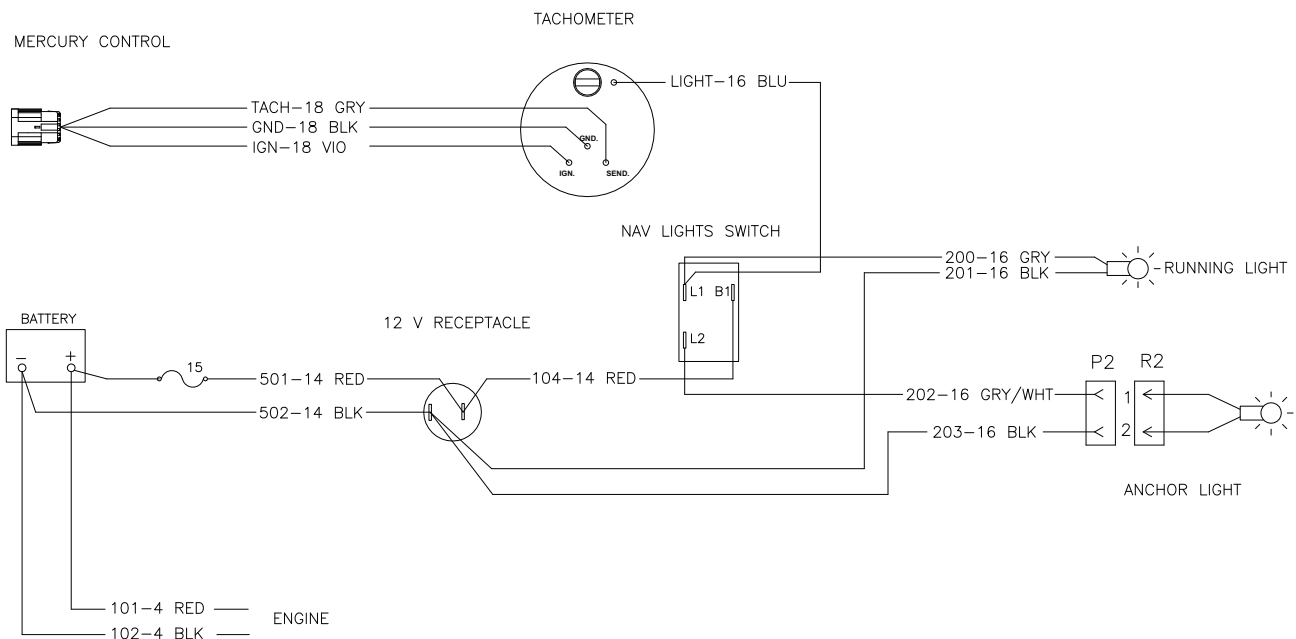 TACHOMETER
MERCURY CONTROL
LIGHT-16 BLU
TACH-18 GRY
GND-18 BLK
IGN-18 VIO
GND.
IGN.
SEND.
NAV LIGHTS SWITCH
200-16 GRY
201-16 BLK
RUNNING LIGHT
L1 B1
L2
BATTERY
12 V RECEPTACLE
- +
15
501-14 RED
104-14 RED
502-14 BLK
P2 R2
202-16 GRY/WHT
1
203-16 BLK
2
ANCHOR LIGHT
101-4 RED
ENGINE
102-4 BLK